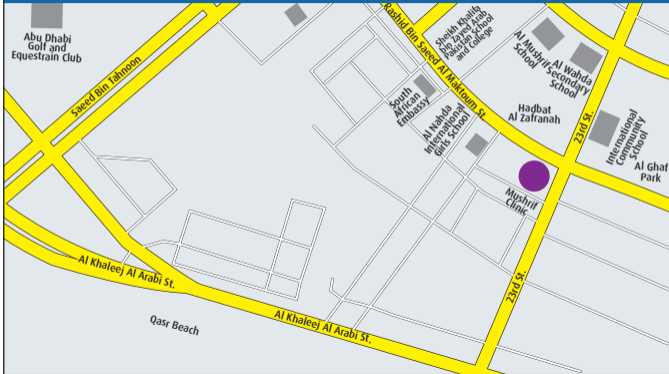 Abu Dhabi
Golf and
Equestrain Club
Saeed Bin Tahnoon
Rashid Bin Saeed Al Maktoum St.
Sheikh Khalifa
bin Zayed Arab
Pakistan School
and College
Al Mushrif
School
Al Wahda
Secondary
School
South
African
Embassy
Al Nahda
International
Girls School
Hadbat
Al Zafranah
23rd St.
International
Community
School
Al Ghaf
Park
Mushrif
Clinic
23rd St.
Al Khaleej Al Arabi St.
Al Khaleej Al Arabi St.
Qasr Beach